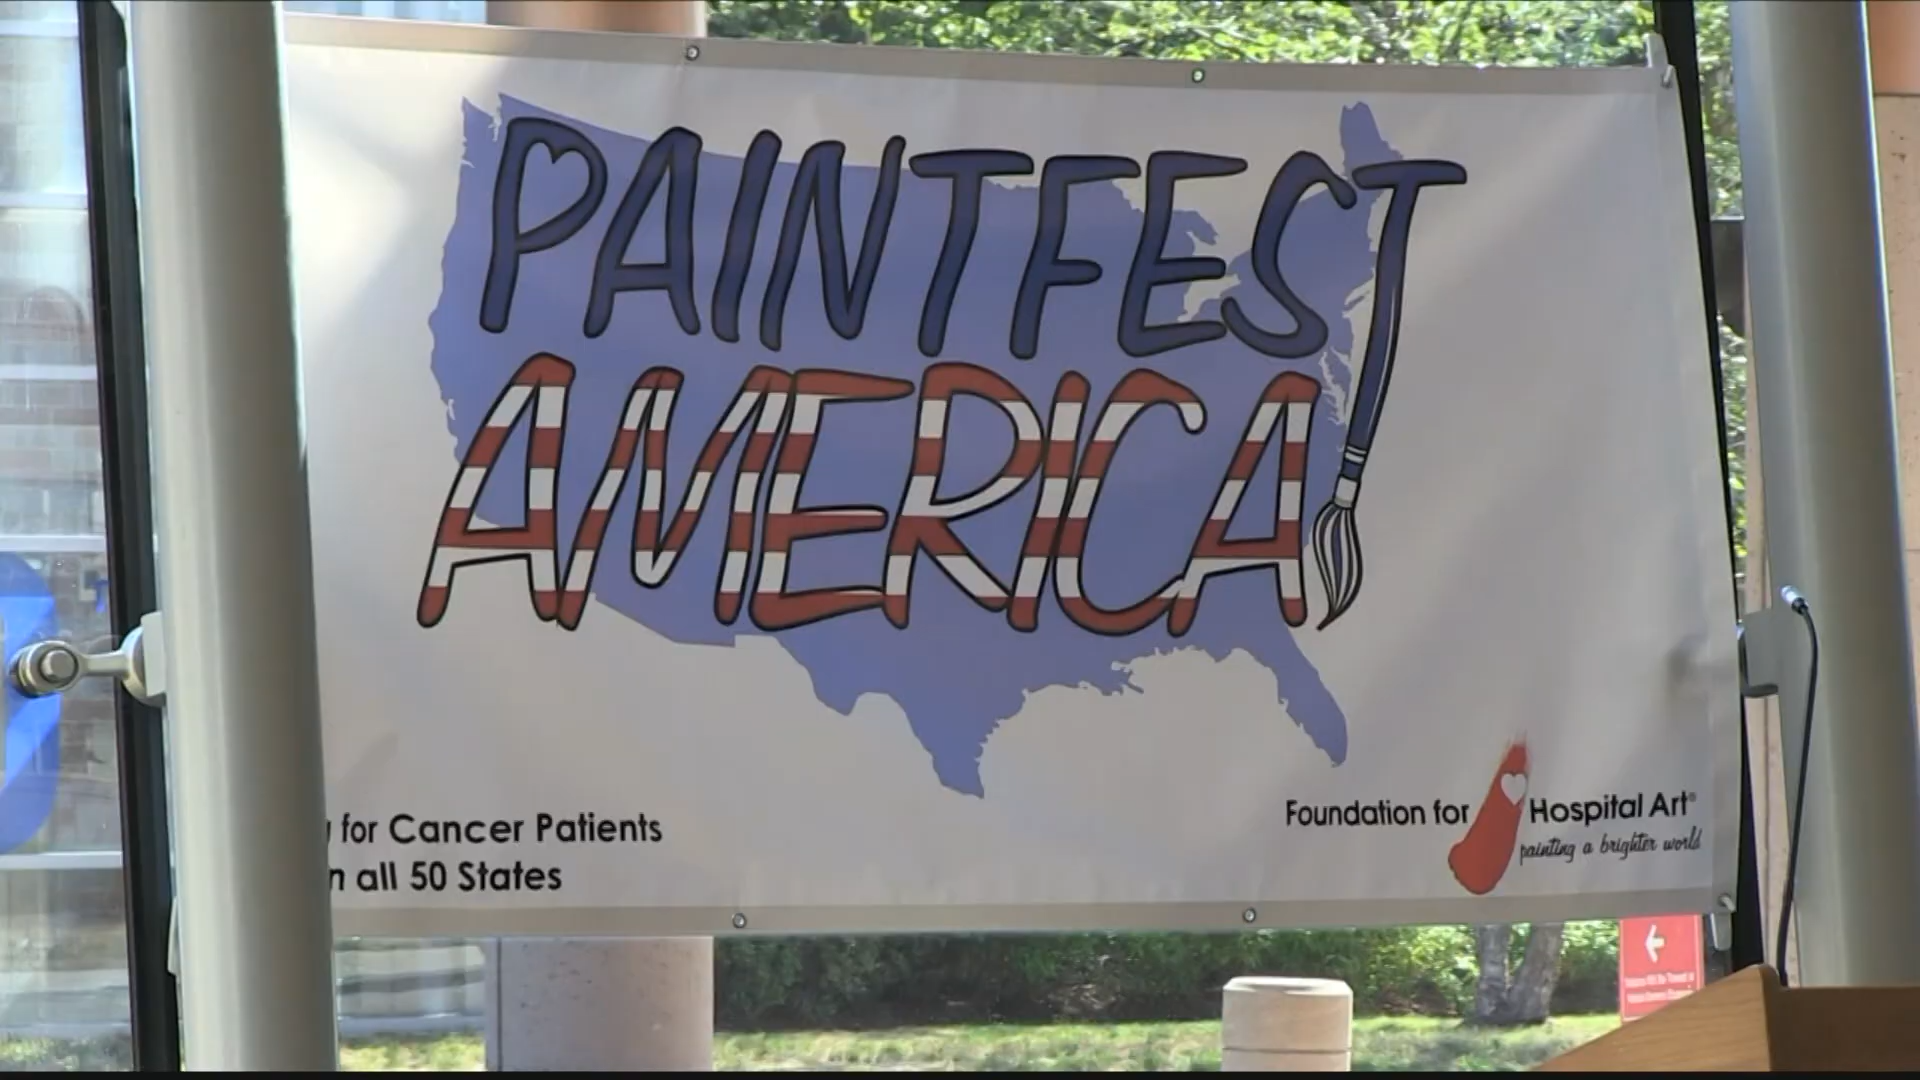 PAINTFEST
AMERICA
for Cancer Patients
all 50 States
Foundation for Hospital Art®
painting a brighter world